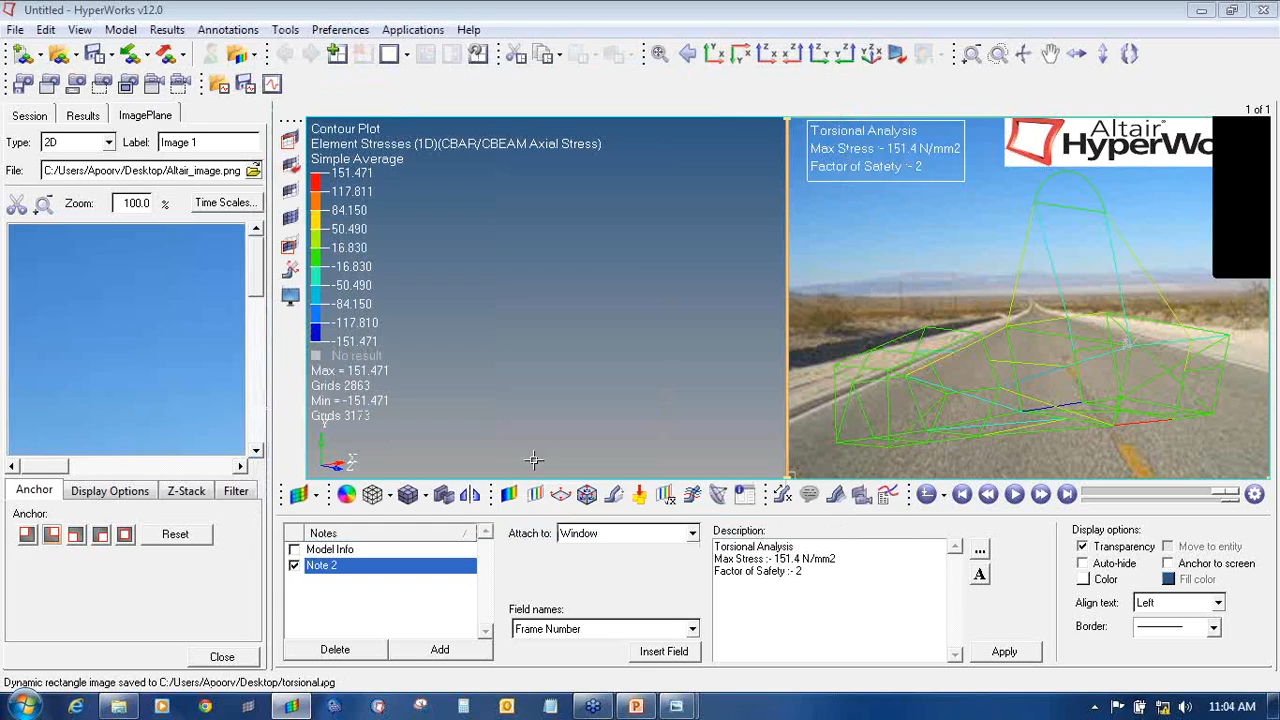 Untitled - HyperWorks v12.0
File Edit View Model Results Annotations Tools Preferences Applications Help
Session Results ImagePlane
1 of 1
Type: 2D Label: Image 1
File: C:/Users/Apoorv/Desktop/Altair_image.png
Zoom: 100.0 % Time Scales...
Contour Plot
Element Stresses (1D)(CBAR/CBEAM Axial Stress)
Simple Average
151.471
117.811
84.150
50.490
16.830
-16.830
-50.490
-84.150
-117.810
-151.471
No result
Max = 151.471
Grids 2863
Min = -151.471
Grids 3173
Y
Z
Torsional Analysis
Max Stress :- 151.4 N/mm2
Factor of Safety :- 2
Altair
HyperW
Anchor Display Options Z-Stack Filter
Anchor:
Reset
Close
Notes
Model Info
Note 2
Delete Add
Attach to: Window
Field names:
Frame Number
Insert Field
Description:
Torsional Analysis
Max Stress :- 151.4 N/mm2
Factor of Safety :- 2
...
A
Apply
Display options:
Transparency Move to entity
Auto-hide Anchor to screen
Color Fill color
Align text: Left
Border:
Dynamic rectangle image saved to C:/Users/Apoorv/Desktop/torsional.jpg
11:04 AM